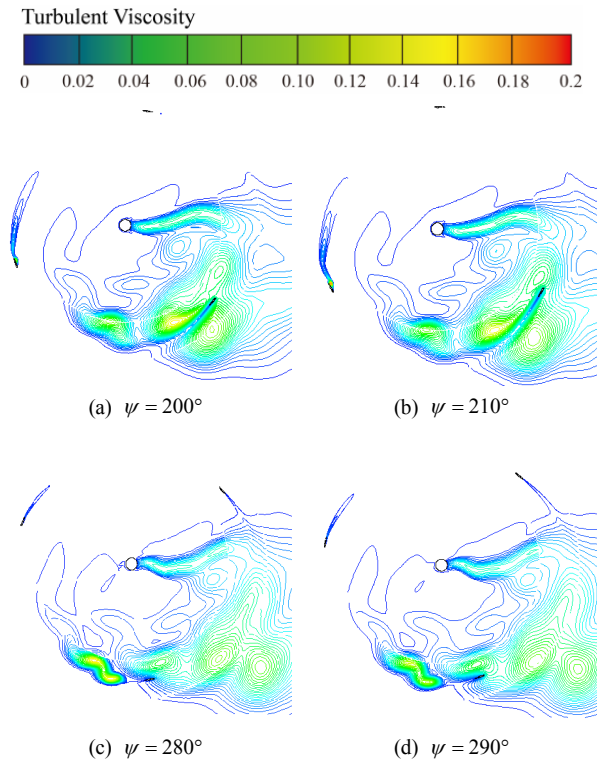 Turbulent Viscosity
0 0.02 0.04 0.06 0.08 0.10 0.12 0.14 0.16 0.18 0.2
(a) ψ = 200°
(b) ψ = 210°
(c) ψ = 280°
(d) ψ = 290°